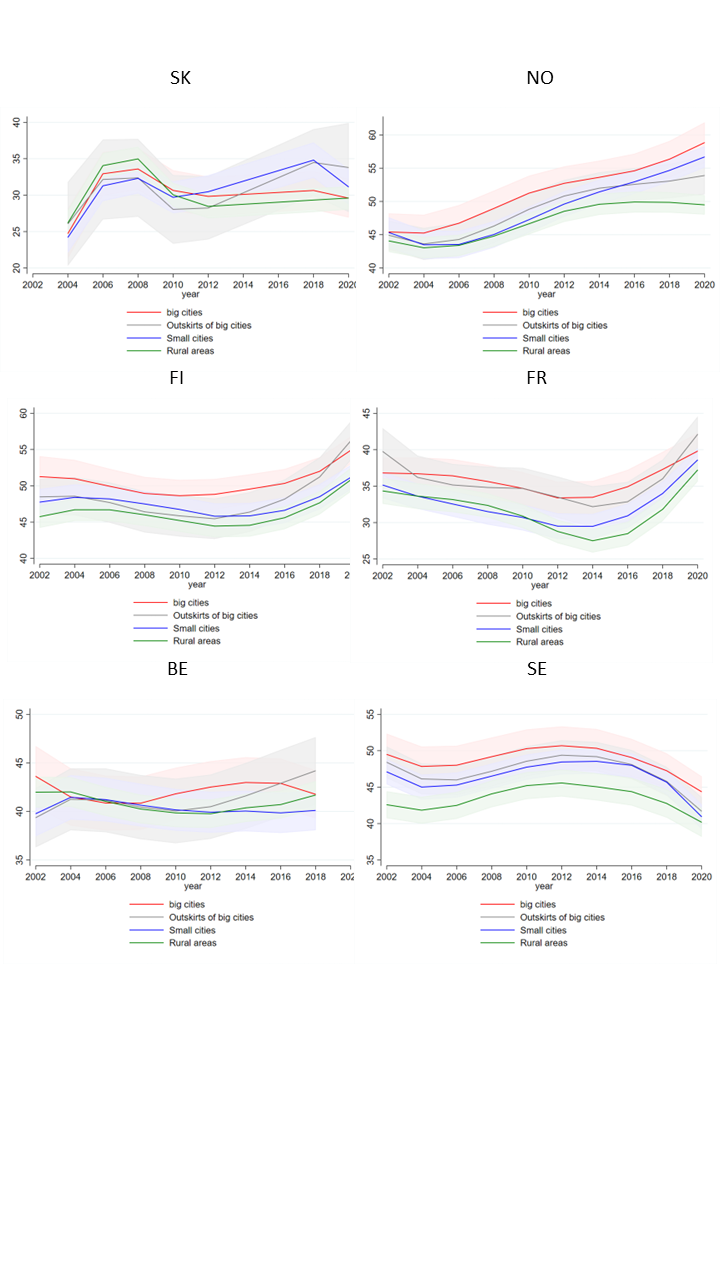 SK
NO
40
35
30
25
20
2002 2004 2006 2008 2010 2012 2014 2016 2018 2020
year
big cities
Outskirts of big cities
Small cities
Rural areas
60
55
50
45
40
2002 2004 2006 2008 2010 2012 2014 2016 2018 2020
year
big cities
Outskirts of big cities
Small cities
Rural areas
FI
FR
60
55
50
45
40
2002 2004 2006 2008 2010 2012 2014 2016 2018 2
year
big cities
Outskirts of big cities
Small cities
Rural areas
45
40
35
30
25
2002 2004 2006 2008 2010 2012 2014 2016 2018 2020
year
big cities
Outskirts of big cities
Small cities
Rural areas
BE
SE
50
45
40
35
2002 2004 2006 2008 2010 2012 2014 2016 2018 202
year
big cities
Outskirts of big cities
Small cities
Rural areas
55
50
45
40
35
2002 2004 2006 2008 2010 2012 2014 2016 2018 2020
year
big cities
Outskirts of big cities
Small cities
Rural areas